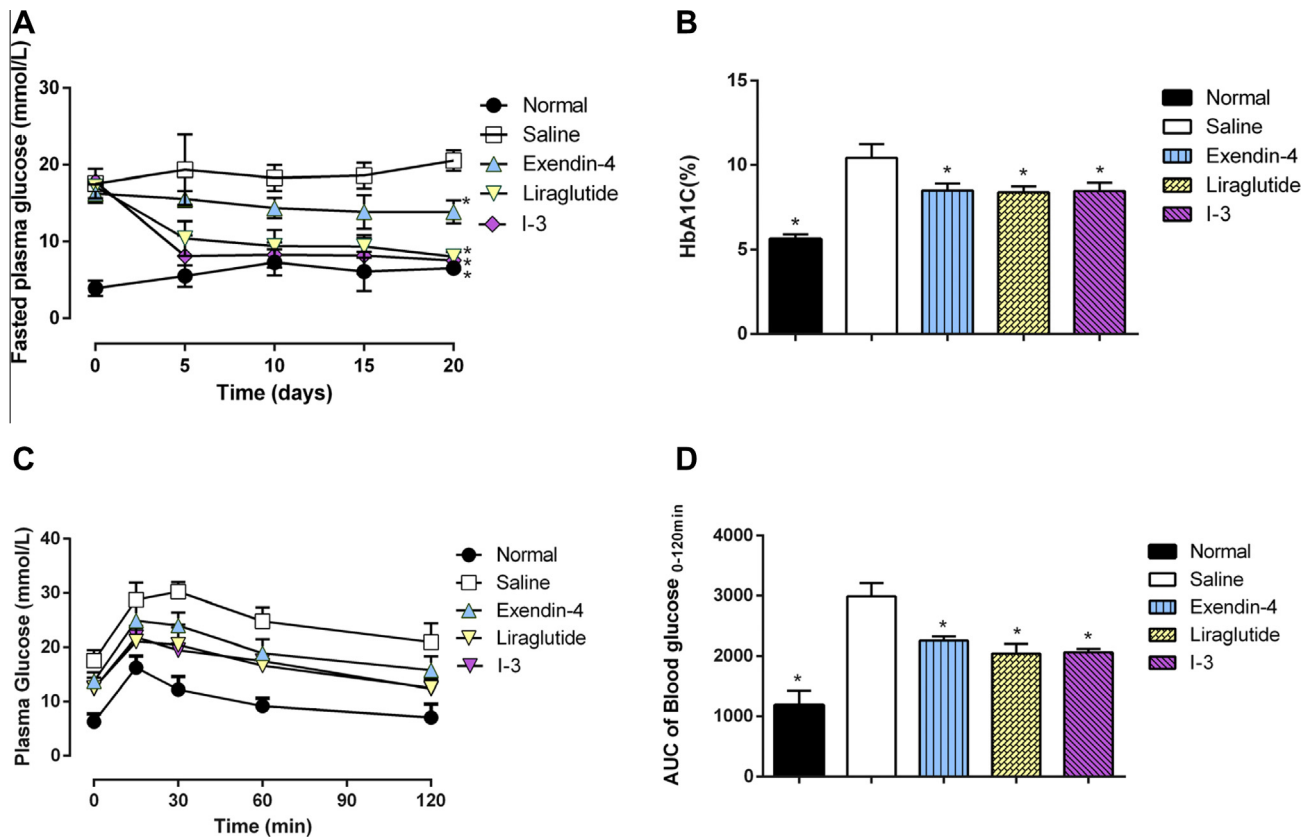 A
Fasted plasma glucose (mmol/L)
30
20
10
0
0 5 10 15 20
Time (days)
Normal
Saline
Exendin-4
Liraglutide
I-3
*
*
*
*
B
HbA1C(%)
15
10
5
0
*
*
*
*
Normal
Saline
Exendin-4
Liraglutide
I-3
C
Plasma Glucose (mmol/L)
40
30
20
10
0
0 30 60 90 120
Time (min)
Normal
Saline
Exendin-4
Liraglutide
I-3
D
AUC of Blood glucose 0-120min
4000
3000
2000
1000
0
*
*
*
*
Normal
Saline
Exendin-4
Liraglutide
I-3